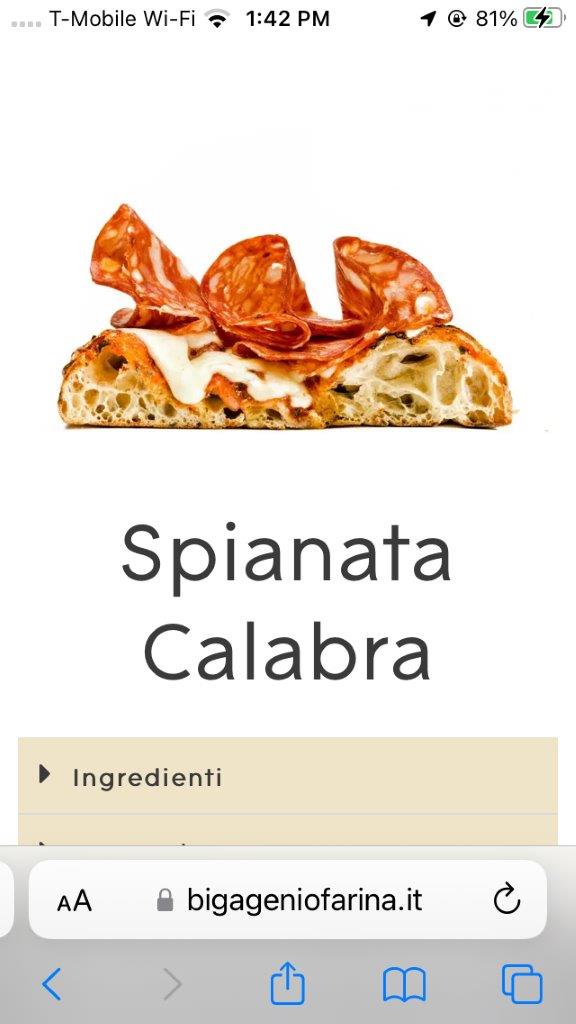 T-Mobile Wi-Fi 1:42 PM 81%
Spianata
Calabra
Ingredienti
AA bigageniofarina.it